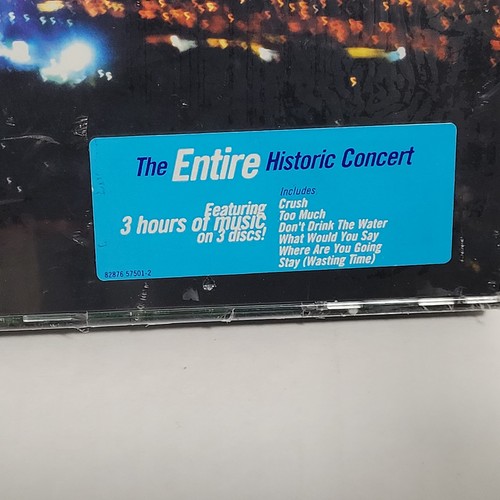 The Entire Historic Concert
Featuring
3 hours of music
on 3 discs!
Includes
Crush
Too Much
Don't Drink The Water
What Would You Say
Where Are You Going
Stay (Wasting Time)
82876 57501-2